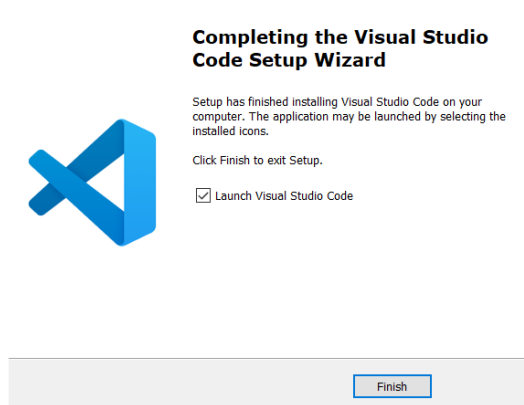 Completing the Visual Studio
Code Setup Wizard
Setup has finished installing Visual Studio Code on your
computer. The application may be launched by selecting the
installed icons.
Click Finish to exit Setup.
Launch Visual Studio Code
Finish